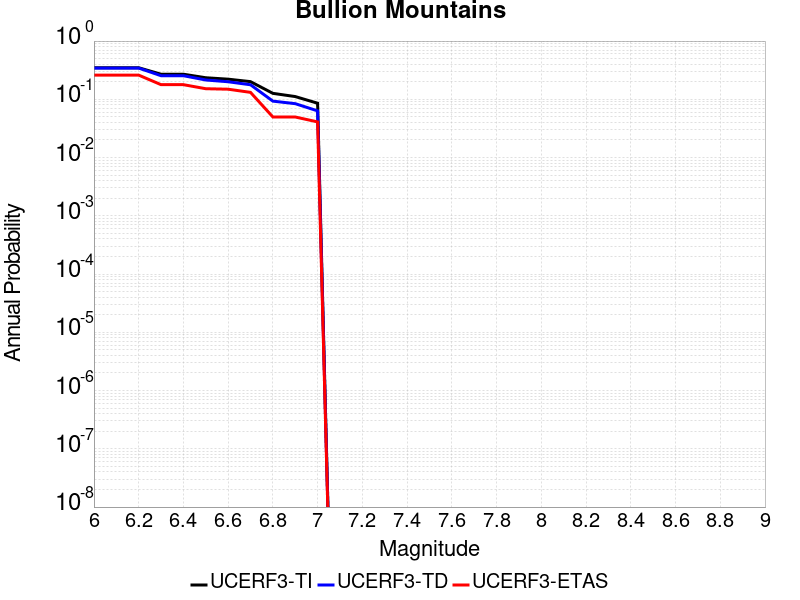 Bullion Mountains
10^0
10^-1
10^-2
10^-3
10^-4
10^-5
10^-6
10^-7
10^-8
Annual Probability
6 6.2 6.4 6.6 6.8 7 7.2 7.4 7.6 7.8 8 8.2 8.4 8.6 8.8 9
Magnitude
UCERF3-TI UCERF3-TD UCERF3-ETAS